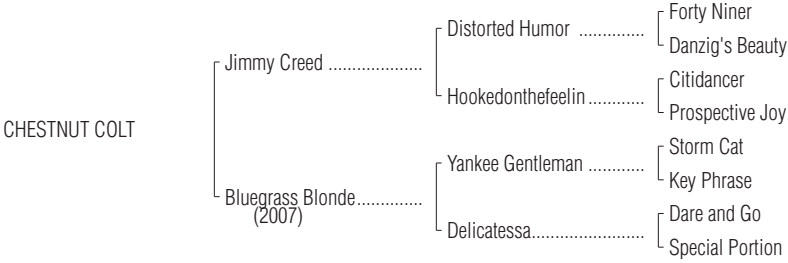 Forty Niner
Distorted Humor ..............
Danzig's Beauty
Jimmy Creed .....................
Citidancer
Hookedonthefeelin............
Prospective Joy
CHESTNUT COLT
Storm Cat
Yankee Gentleman ............
Key Phrase
Bluegrass Blonde..............
(2007)
Dare and Go
Delicatessa........................
Special Portion